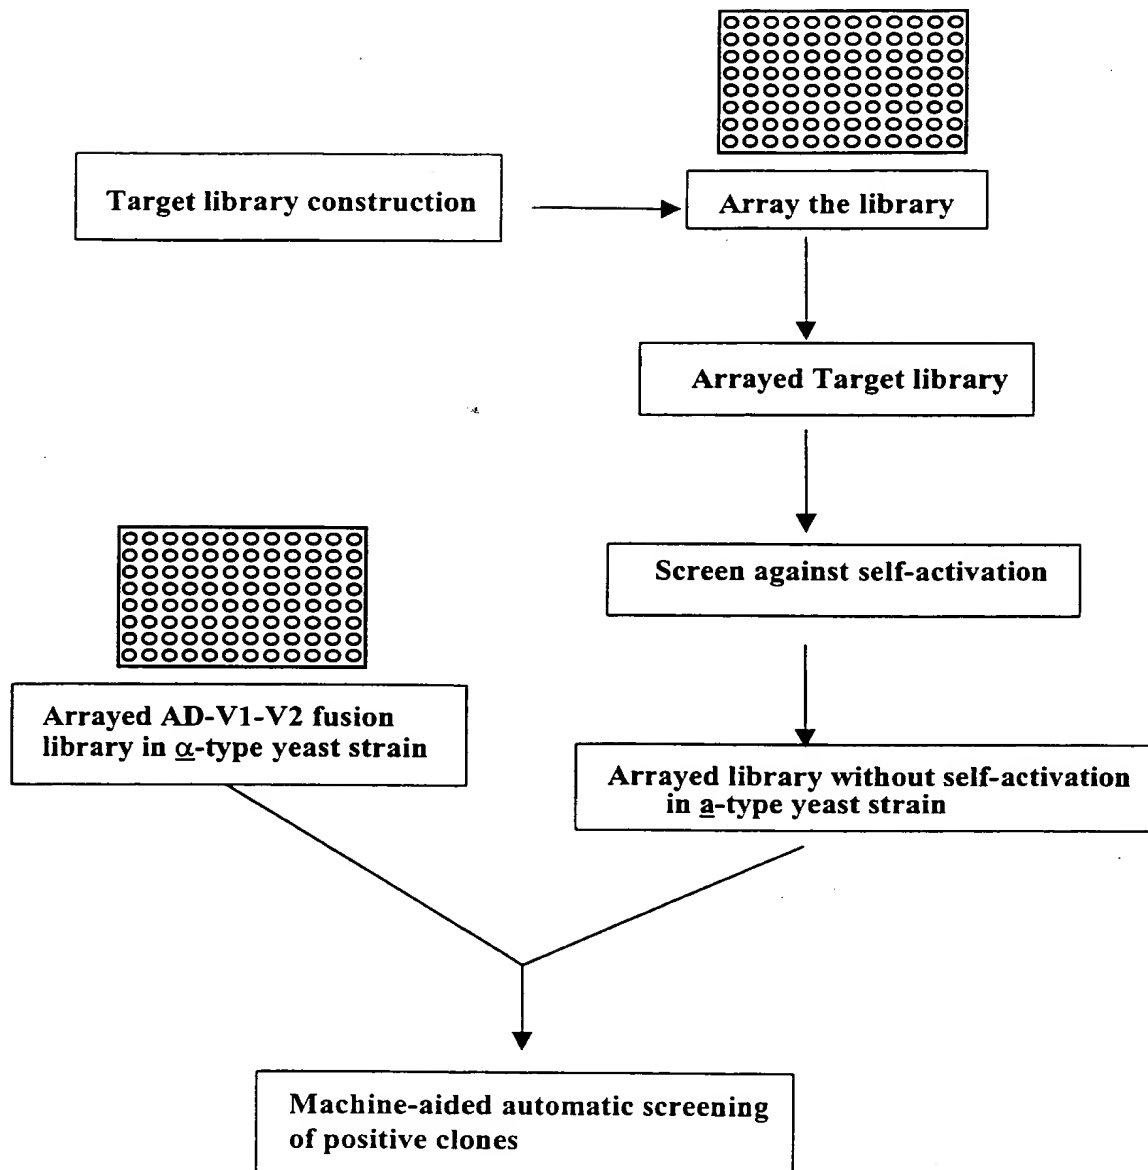 Target library construction
Array the library
Arrayed Target library
Screen against self-activation
Arrayed AD-V1-V2 fusion
library in α-type yeast strain
Arrayed library without self-activation
in a-type yeast strain
Machine-aided automatic screening
of positive clones